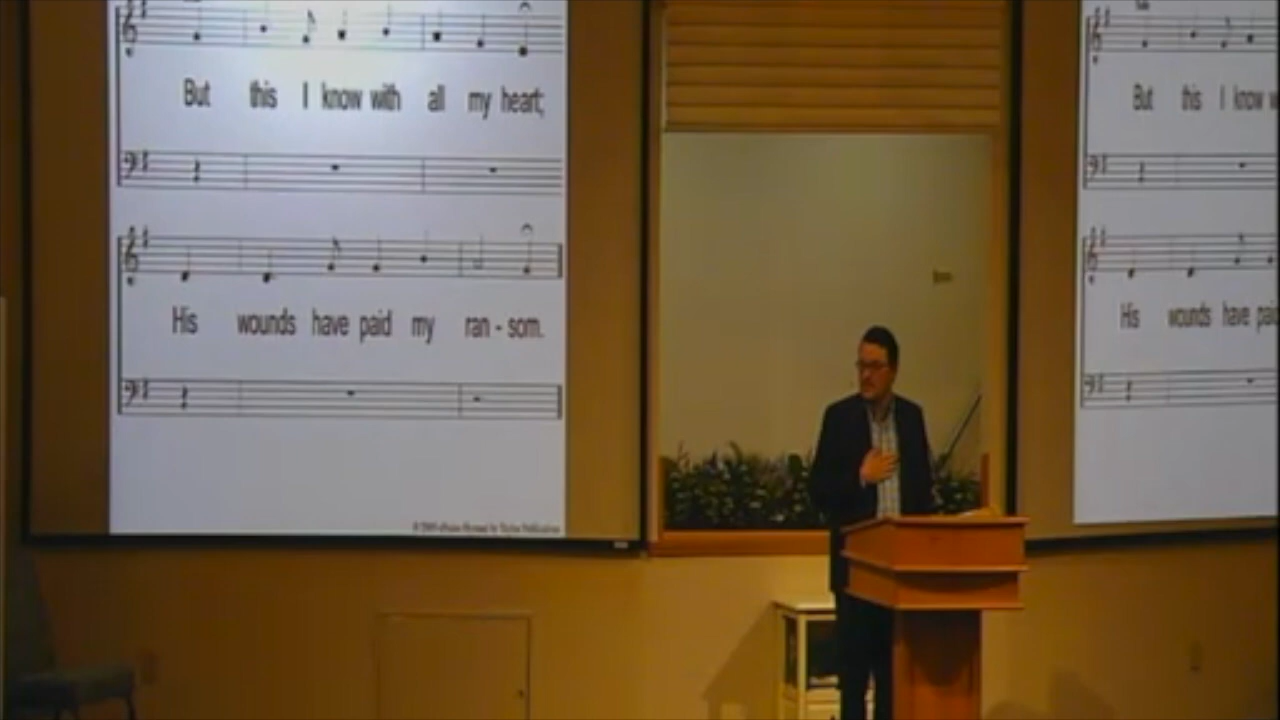 But this I know with all my heart;
His wounds have paid my ran - som.
But this I know
His wounds have